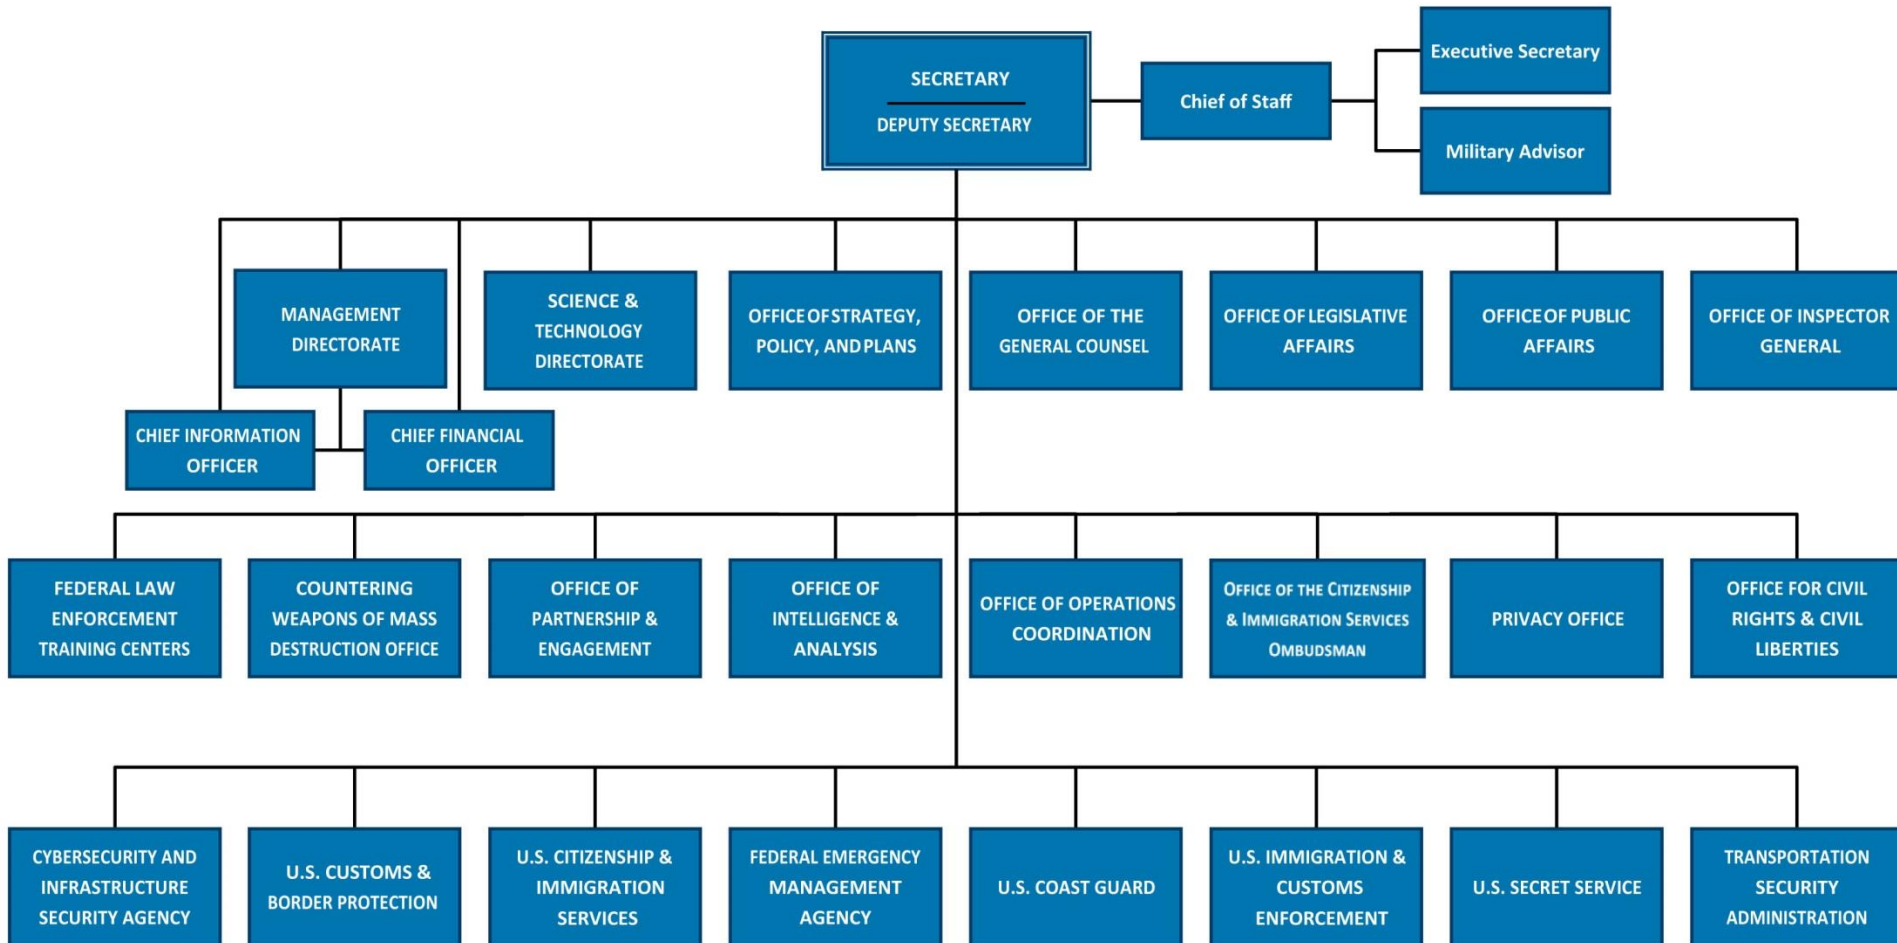 SECRETARY
DEPUTY SECRETARY
Chief of Staff
Executive Secretary
Military Advisor
MANAGEMENT
DIRECTORATE
SCIENCE &
TECHNOLOGY
DIRECTORATE
OFFICE OF STRATEGY,
POLICY, AND PLANS
OFFICE OF THE
GENERAL COUNSEL
OFFICE OF LEGISLATIVE
AFFAIRS
OFFICE OF PUBLIC
AFFAIRS
OFFICE OF INSPECTOR
GENERAL
CHIEF INFORMATION
OFFICER
CHIEF FINANCIAL
OFFICER
FEDERAL LAW
ENFORCEMENT
TRAINING CENTERS
COUNTERING
WEAPONS OF MASS
DESTRUCTION OFFICE
OFFICE OF
PARTNERSHIP &
ENGAGEMENT
OFFICE OF
INTELLIGENCE &
ANALYSIS
OFFICE OF OPERATIONS
COORDINATION
OFFICE OF THE CITIZENSHIP
& IMMIGRATION SERVICES
OMBUDSMAN
PRIVACY OFFICE
OFFICE FOR CIVIL
RIGHTS & CIVIL
LIBERTIES
CYBERSECURITY AND
INFRASTRUCTURE
SECURITY AGENCY
U.S. CUSTOMS &
BORDER PROTECTION
U.S. CITIZENSHIP &
IMMIGRATION
SERVICES
FEDERAL EMERGENCY
MANAGEMENT
AGENCY
U.S. COAST GUARD
U.S. IMMIGRATION &
CUSTOMS
ENFORCEMENT
U.S. SECRET SERVICE
TRANSPORTATION
SECURITY
ADMINISTRATION